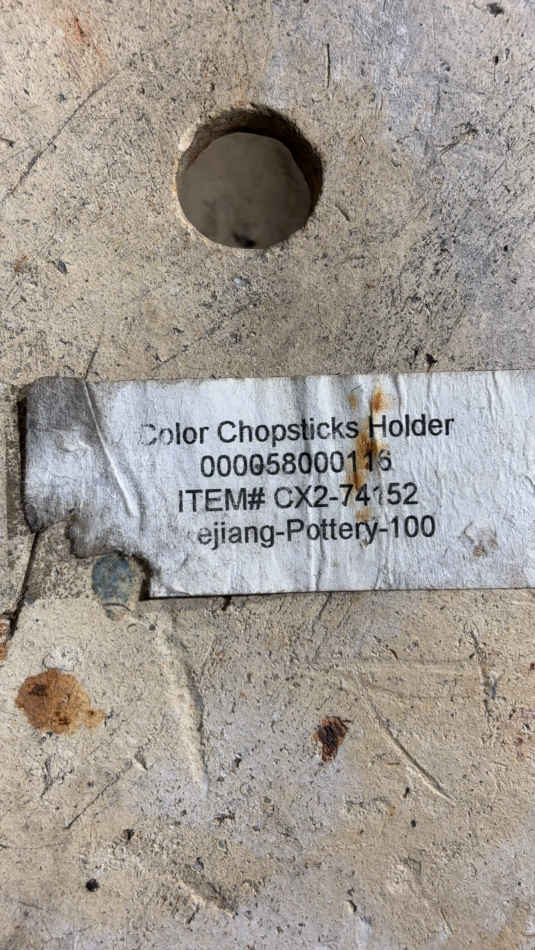 Color Chopsticks Holder
000058000116
ITEM# CX2-74152
ejiang-Pottery-100